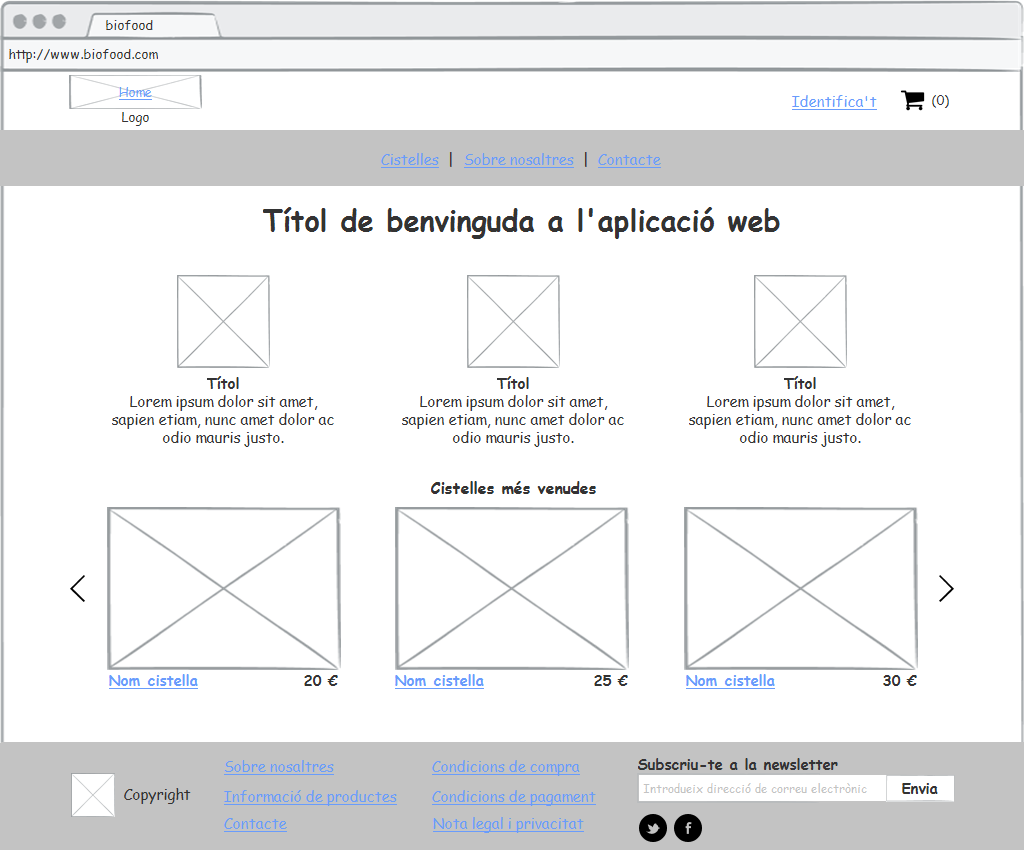 biofood
http://www.biofood.com
Home
Logo
Identifica't
(0)
Cistelles | Sobre nosaltres | Contacte
Títol de benvinguda a l'aplicació web
Títol
Lorem ipsum dolor sit amet,
sapien etiam, nunc amet dolor ac
odio mauris justo.
Títol
Lorem ipsum dolor sit amet,
sapien etiam, nunc amet dolor ac
odio mauris justo.
Títol
Lorem ipsum dolor sit amet,
sapien etiam, nunc amet dolor ac
odio mauris justo.
Cistelles més venudes
Nom cistella 20 €
Nom cistella 25 €
Nom cistella 30 €
Copyright
Sobre nosaltres
Informació de productes
Contacte
Condicions de compra
Condicions de pagament
Nota legal i privacitat
Subscriu-te a la newsletter
Introdueix direcció de correu electrònic
Envia